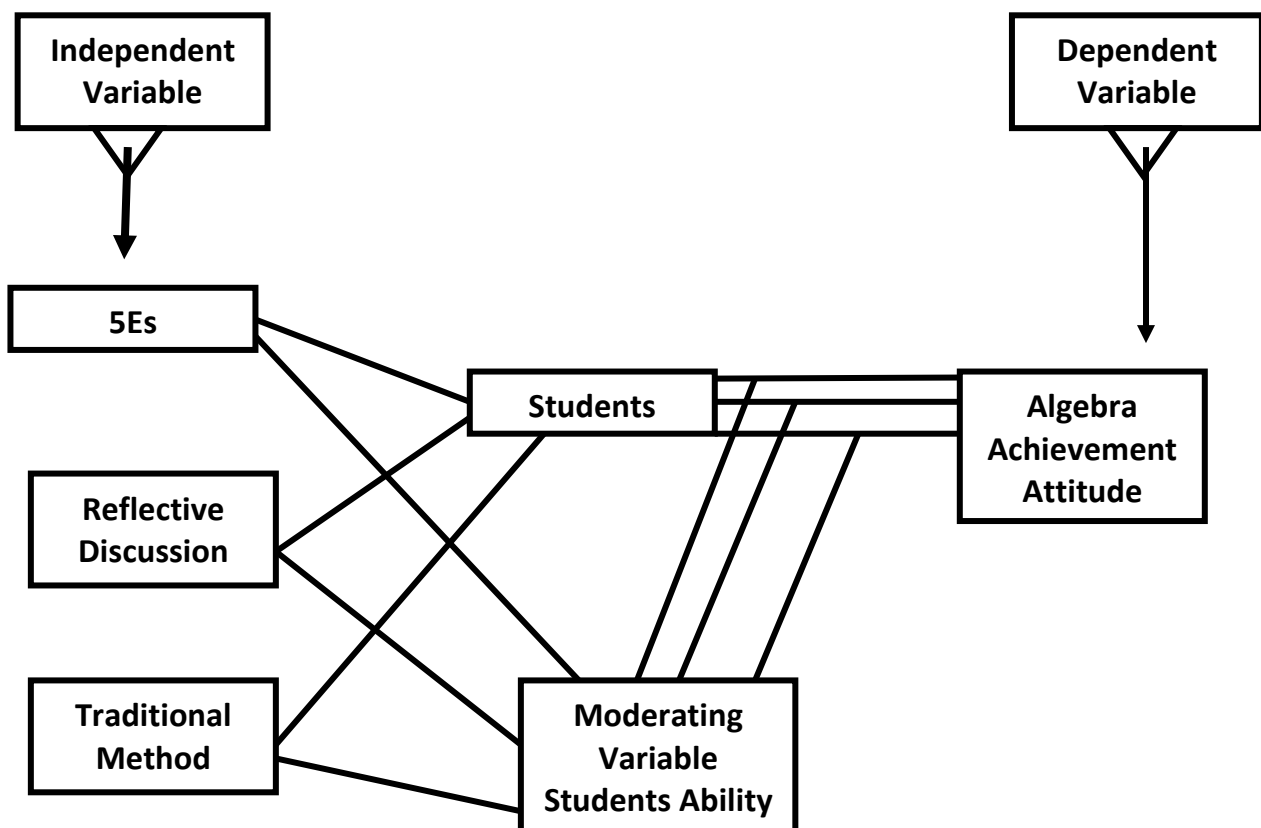 Independent
Variable
Dependent
Variable
5Es
Students
Algebra
Achievement
Attitude
Reflective
Discussion
Traditional
Method
Moderating
Variable
Students Ability